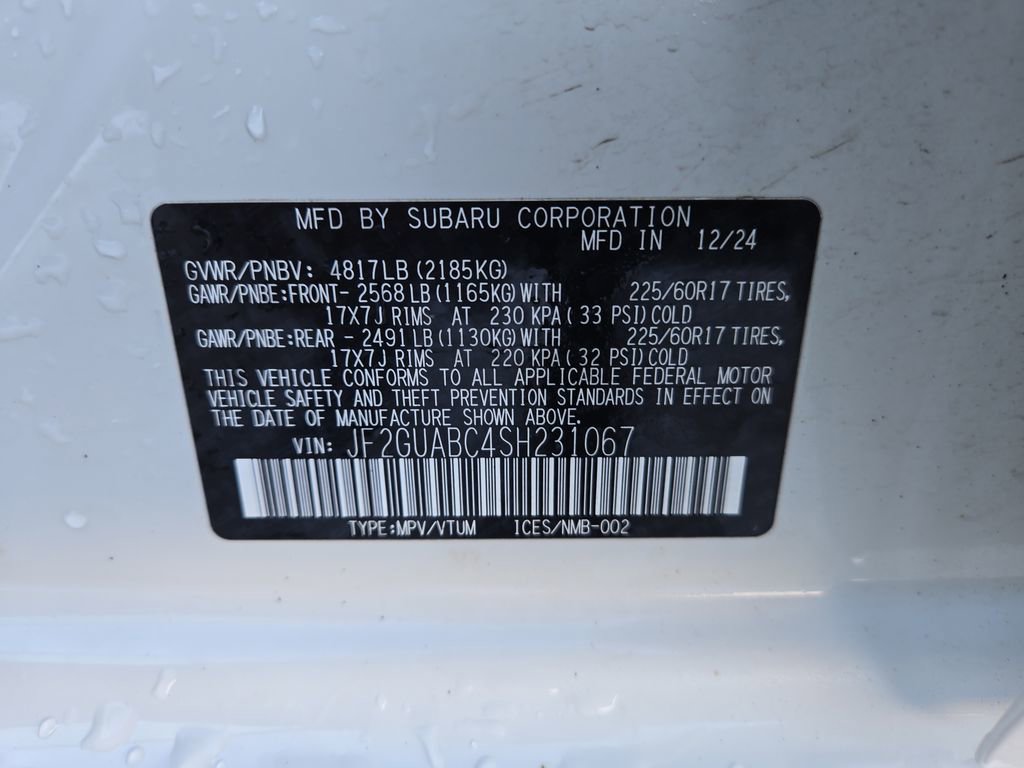 MFD BY SUBARU CORPORATION
MFD IN 12/24
GVWR/PNBV: 4817LB (2185KG)
GAWR/PNBE:FRONT- 2568 LB (1165KG) WITH 225/60R17 TIRES,
17X7J RIMS AT 230 KPA ( 33 PSI) COLD
GAWR/PNBE:REAR - 2491 LB (1130KG) WITH 225/60R17 TIRES,
17X7J RIMS AT 220 KPA ( 32 PSI) COLD
THIS VEHICLE CONFORMS TO ALL APPLICABLE FEDERAL MOTOR
VEHICLE SAFETY AND THEFT PREVENTION STANDARDS IN EFFECT ON
THE DATE OF MANUFACTURE SHOWN ABOVE.
VIN: JF2GUABC4SH231067
TYPE:MPV/VTUM ICES/NMB-002